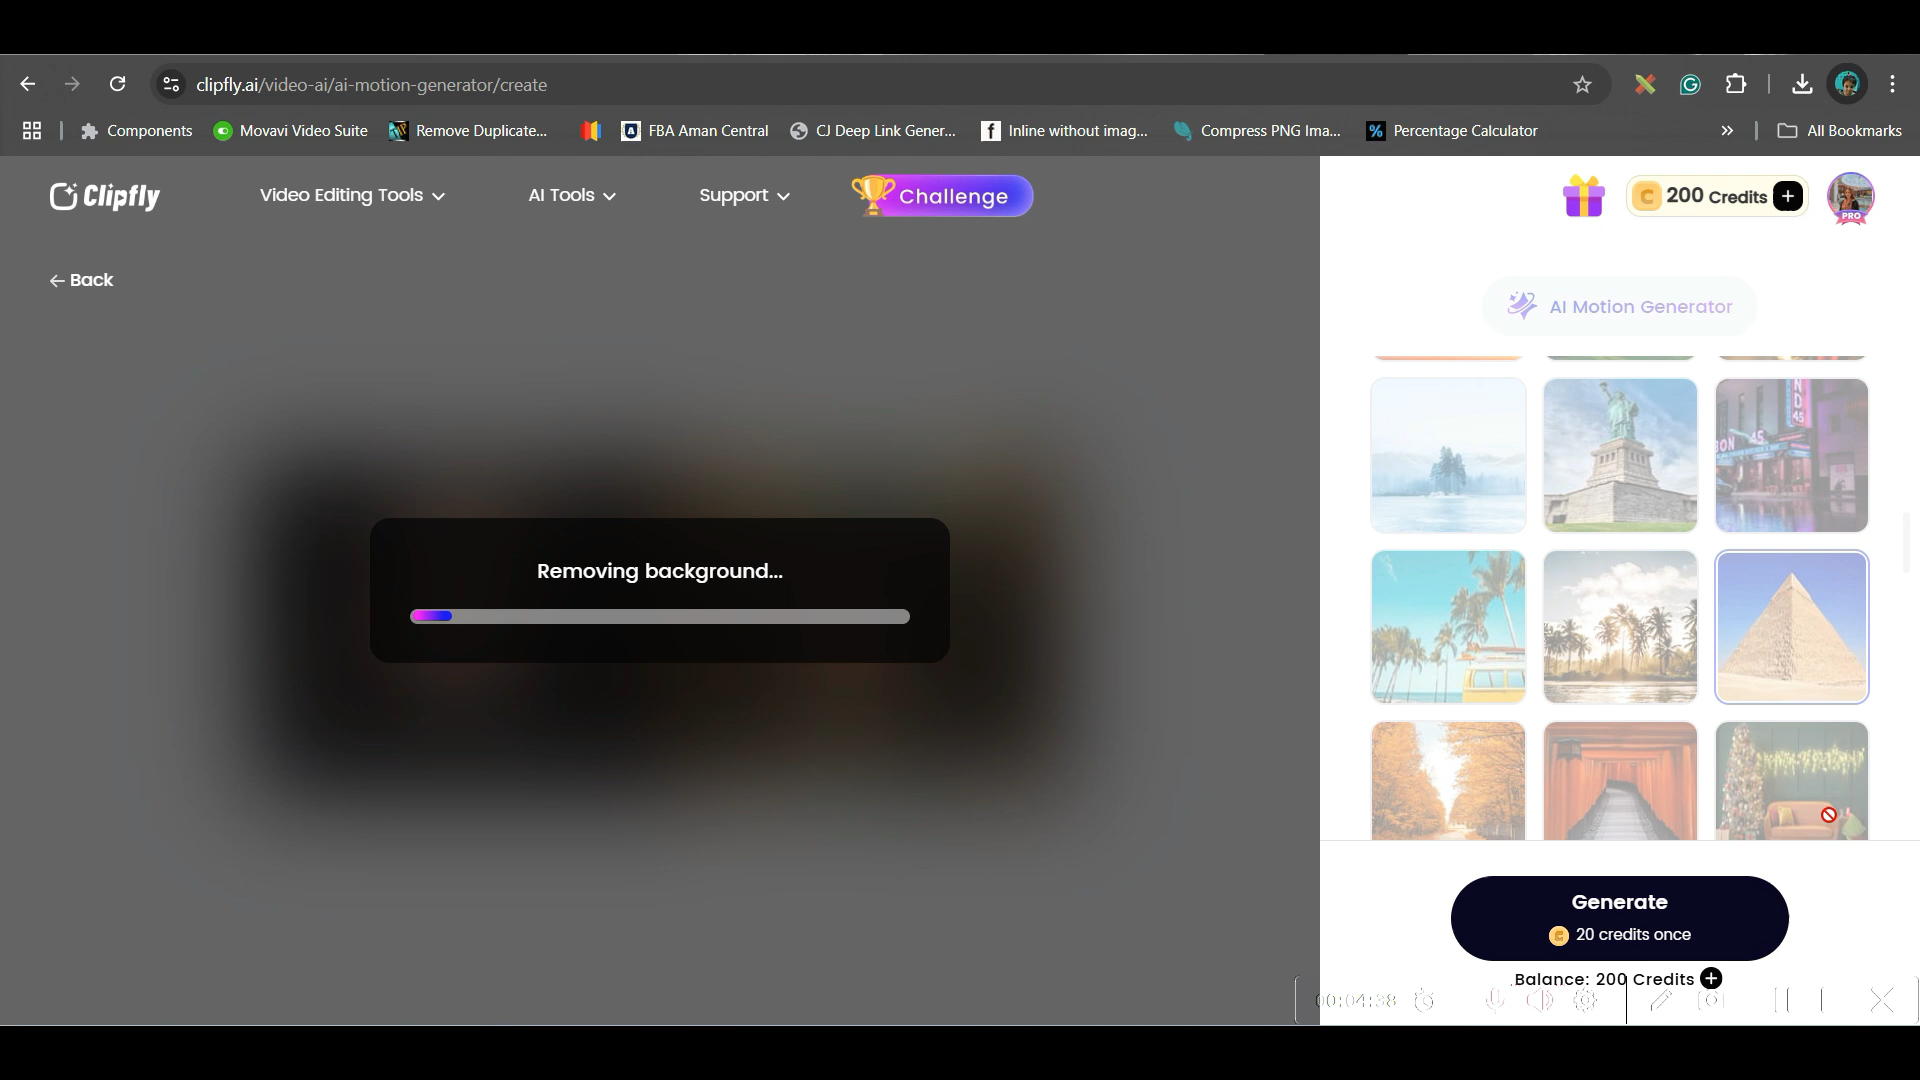 clipfly.ai/video-ai/ai-motion-generator/create
Components
Movavi Video Suite
Remove Duplicate...
FBA Aman Central
CJ Deep Link Gener...
Inline without imag...
Compress PNG Ima...
Percentage Calculator
All Bookmarks
Clipfly
Video Editing Tools
AI Tools
Support
Challenge
200 Credits
PRO
Back
AI Motion Generator
Removing background...
Generate
20 credits once
Balance: 200 Credits
00:04:38